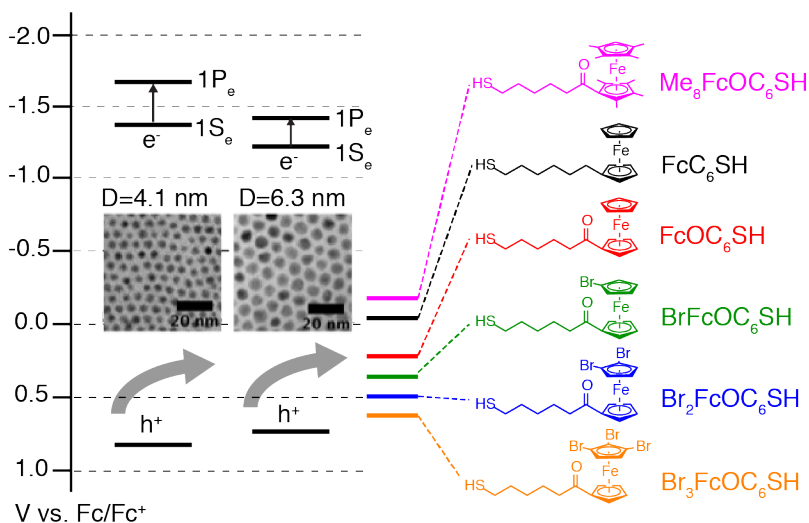 -2.0
-1.5
-1.0
-0.5
0.0
0.5
1.0
V vs. Fc/Fc⁺
1Pₑ
1Sₑ
e⁻
1Pₑ
1Sₑ
e⁻
D=4.1 nm
D=6.3 nm
20 nm
20 nm
h⁺
h⁺
HS
O
Fe
Me₈FcOC₆SH
HS
Fe
FcC₆SH
HS
O
Fe
FcOC₆SH
Br
HS
O
Fe
BrFcOC₆SH
Br
Br
HS
O
Fe
Br₂FcOC₆SH
Br
Br
Br
HS
O
Fe
Br₃FcOC₆SH